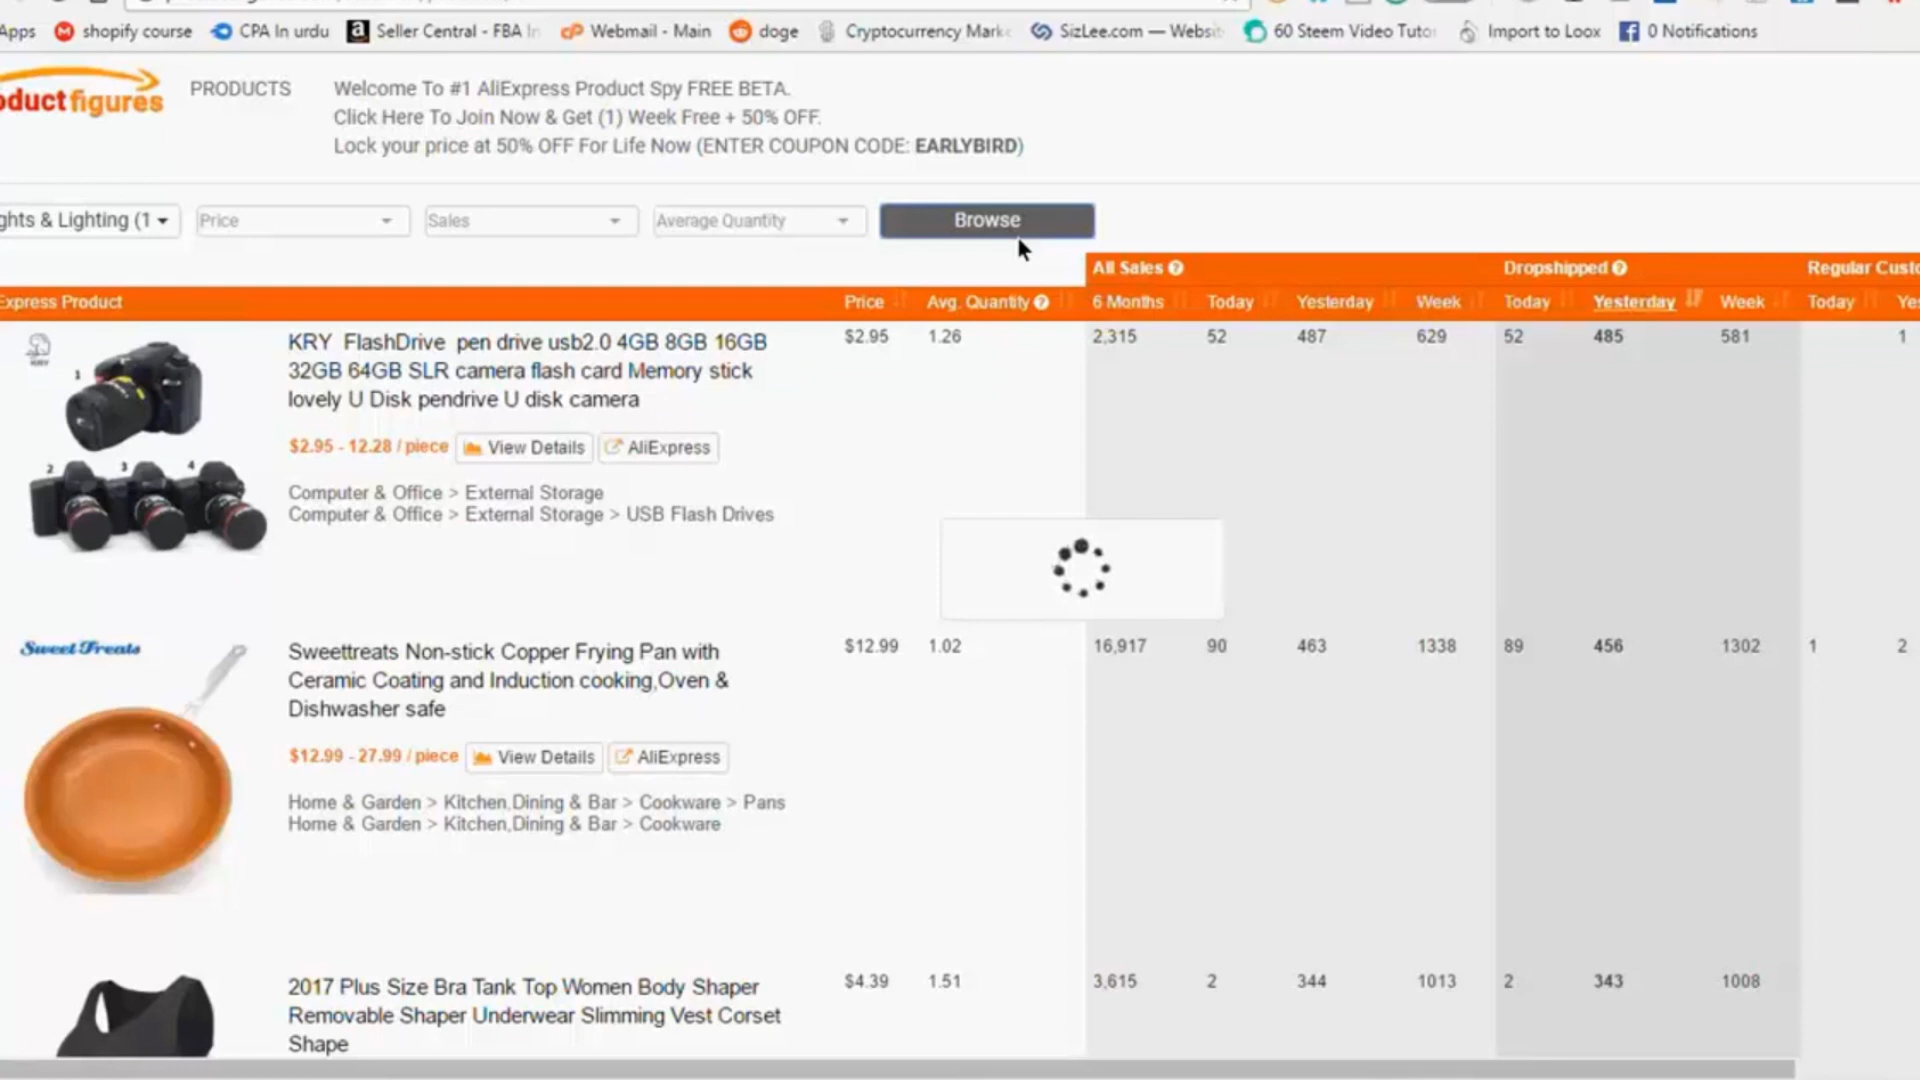 Apps shopify course CPA In urdu Seller Central - FBA In Webmail - Main doge Cryptocurrency Mark SizLee.com — Websit 60 Steem Video Tuto Import to Loox 0 Notifications
oduct figures
PRODUCTS
Welcome To #1 AliExpress Product Spy FREE BETA.
Click Here To Join Now & Get (1) Week Free + 50% OFF.
Lock your price at 50% OFF For Life Now (ENTER COUPON CODE: EARLYBIRD)
ghts & Lighting (1 Price Sales Average Quantity Browse
All Sales Dropshipped Regular Custo
Express Product Price Avg. Quantity 6 Months Today Yesterday Week Today Yesterday Week Today Yes
KRY FlashDrive pen drive usb2.0 4GB 8GB 16GB $2.95 1.26 2,315 52 487 629 52 485 581 1
32GB 64GB SLR camera flash card Memory stick
lovely U Disk pendrive U disk camera
$2.95 - 12.28 / piece View Details AliExpress
Computer & Office > External Storage
Computer & Office > External Storage > USB Flash Drives
KRY
1
2 3 4
Sweet Treats
Sweettreats Non-stick Copper Frying Pan with $12.99 1.02 16,917 90 463 1338 89 456 1302 1 2
Ceramic Coating and Induction cooking,Oven &
Dishwasher safe
$12.99 - 27.99 / piece View Details AliExpress
Home & Garden > Kitchen,Dining & Bar > Cookware > Pans
Home & Garden > Kitchen,Dining & Bar > Cookware
2017 Plus Size Bra Tank Top Women Body Shaper $4.39 1.51 3,615 2 344 1013 2 343 1008
Removable Shaper Underwear Slimming Vest Corset
Shape